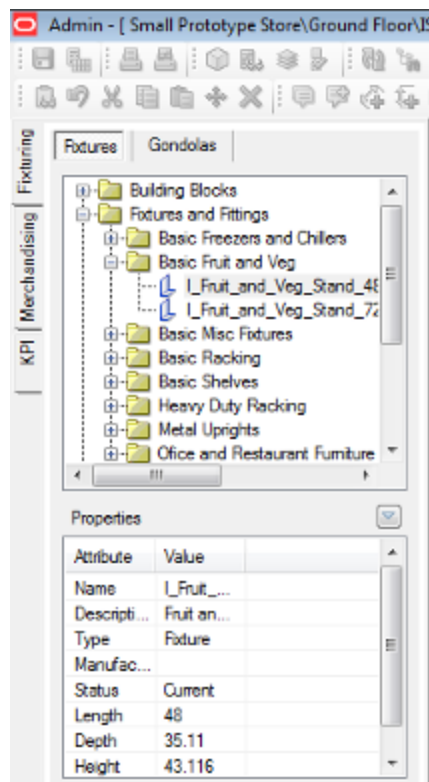 Admin - [ Small Prototype Store\Ground Floor\IS
Fixturing
Merchandising
KPI
Fixtures
Gondolas
Building Blocks
Fixtures and Fittings
Basic Freezers and Chillers
Basic Fruit and Veg
I_Fruit_and_Veg_Stand_48
I_Fruit_and_Veg_Stand_72
Basic Misc Fixtures
Basic Racking
Basic Shelves
Heavy Duty Racking
Metal Uprights
Ofice and Restaurant Furniture
Properties
Attribute Value
Name I_Fruit_...
Descripti... Fruit an...
Type Fixture
Manufac...
Status Current
Length 48
Depth 35.11
Height 43.116